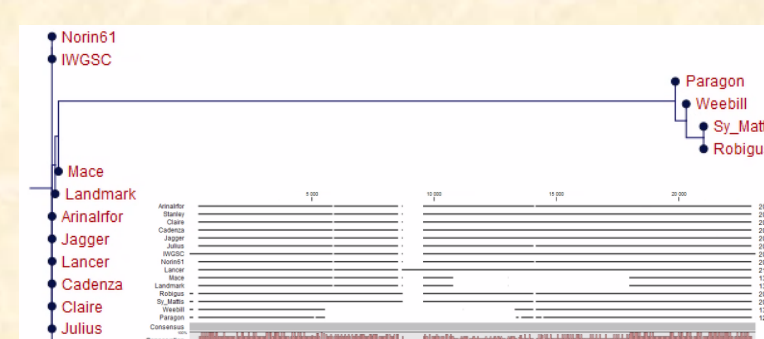 Norin61
IWGSC
Paragon
Weebill
Sy_Matt
Robigu
Mace
Landmark
ArinalrFor
Jagger
Lancer
Cadenza
Claire
Julius
5 000
10 000
15 000
20 000
Arinalrfor
Stanley
Claire
Cadenza
Jagger
Julius
IWGSC
Norin61
Lancer
Mace
Landmark
Robigus
Sy_Mattis
Weebill
Paragon
Consensus